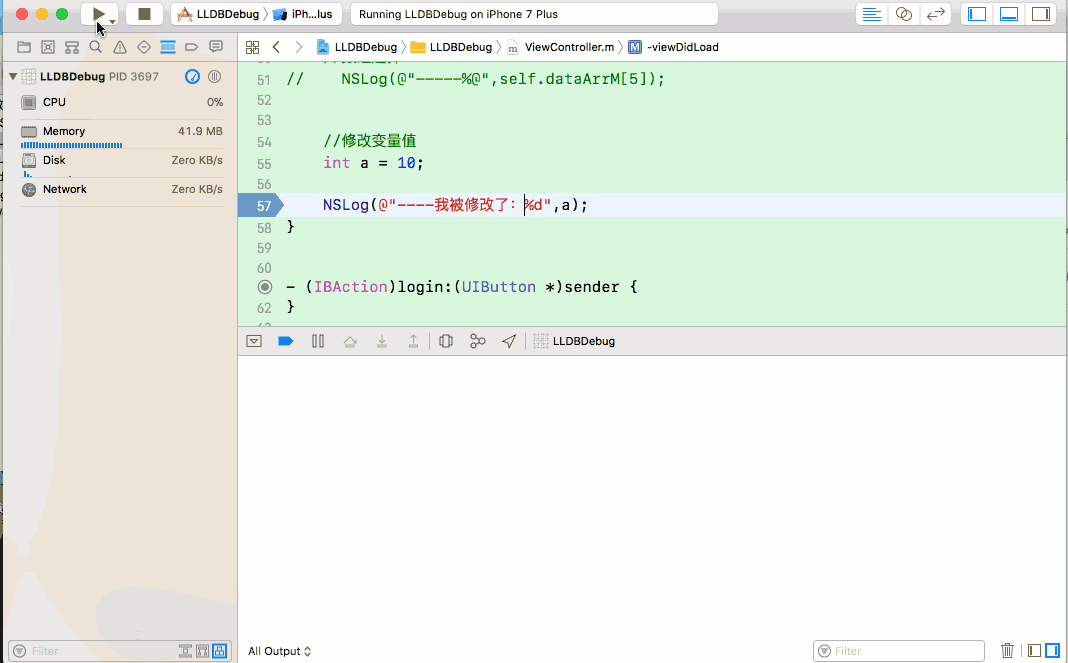 LLDBDebug 〉 iPh...lus
Running LLDBDebug on iPhone 7 Plus
LLDBDebug 〉 LLDBDebug 〉 m ViewController.m 〉 M -viewDidLoad
LLDBDebug PID 3697
CPU 0%
Memory 41.9 MB
Disk Zero KB/s
Network Zero KB/s
51 // NSLog(@"-----%@",self.dataArrM[5]);
52
53
54 //修改变量值
55 int a = 10;
56
57 NSLog(@"----我被修改了：%d",a);
58 }
59
60
- (IBAction)login:(UIButton *)sender {
62 }
LLDBDebug
Filter
All Output
Filter